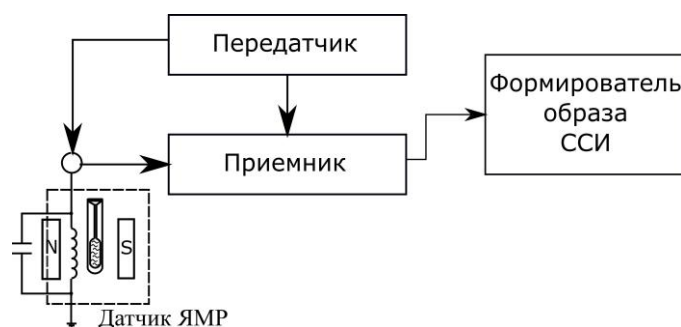 Передатчик
Формирователь
образа
ССИ
Приемник
N
S
Датчик ЯМР